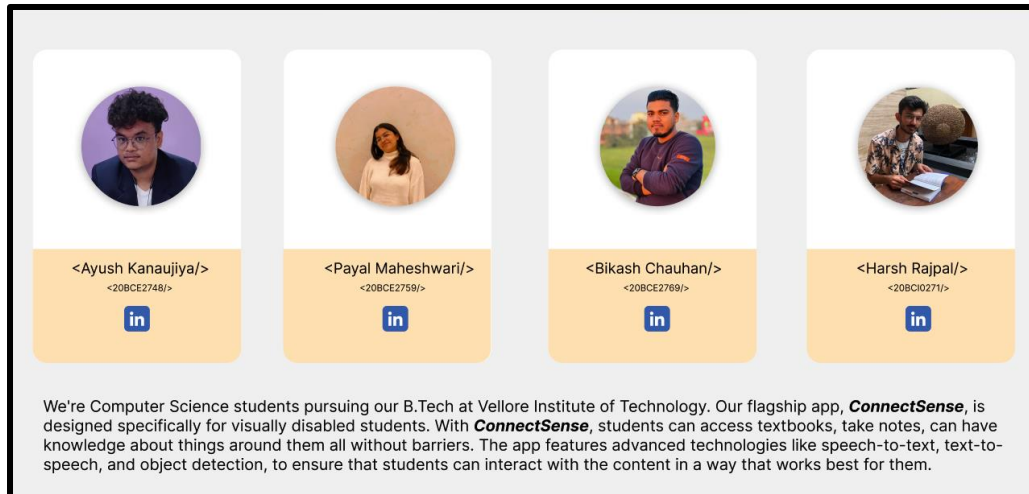 <Ayush Kanaujiya/>
<20BCE2748/>
in
<Payal Maheshwari/>
<20BCE2759/>
in
<Bikash Chauhan/>
<20BCE2769/>
in
<Harsh Rajpal/>
<20BCI0271/>
in
We're Computer Science students pursuing our B.Tech at Vellore Institute of Technology. Our flagship app, ConnectSense, is
designed specifically for visually disabled students. With ConnectSense, students can access textbooks, take notes, can have
knowledge about things around them all without barriers. The app features advanced technologies like speech-to-text, text-to-
speech, and object detection, to ensure that students can interact with the content in a way that works best for them.